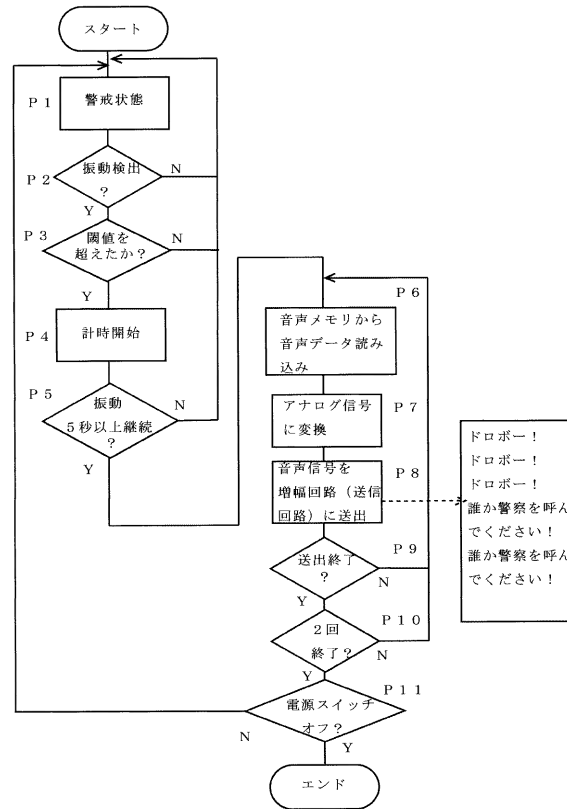 スタート
P1
警戒状態
P2
振動検出
?
N
Y
P3
閾値を
超えたか?
N
Y
P4
計時開始
P5
振動
5秒以上継続
?
N
Y
P6
音声メモリから
音声データ読み
込み
P7
アナログ信号
に変換
P8
音声信号を
増幅回路(送信
回路)に送出
P9
送出終了
?
N
Y
P10
2回
終了?
N
Y
P11
電源スイッチ
オフ?
N
Y
エンド
ドロボー!
ドロボー!
ドロボー!
誰か警察を呼ん
でください!
誰か警察を呼ん
でください!